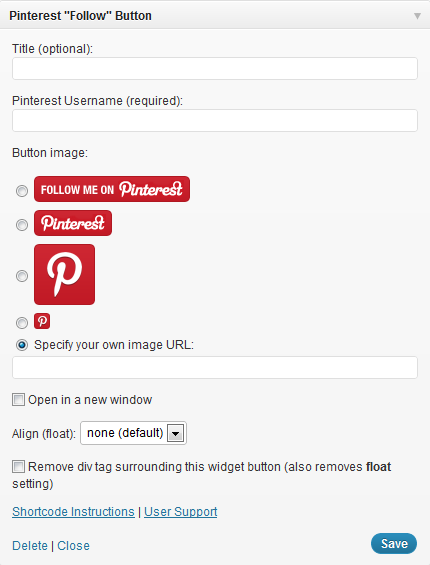 Pinterest "Follow" Button
Title (optional):
Pinterest Username (required):
Button image:
FOLLOW ME ON Pinterest
Pinterest
P
P
Specify your own image URL:
Open in a new window
Align (float): none (default)
Remove div tag surrounding this widget button (also removes float
setting)
Shortcode Instructions | User Support
Delete | Close
Save